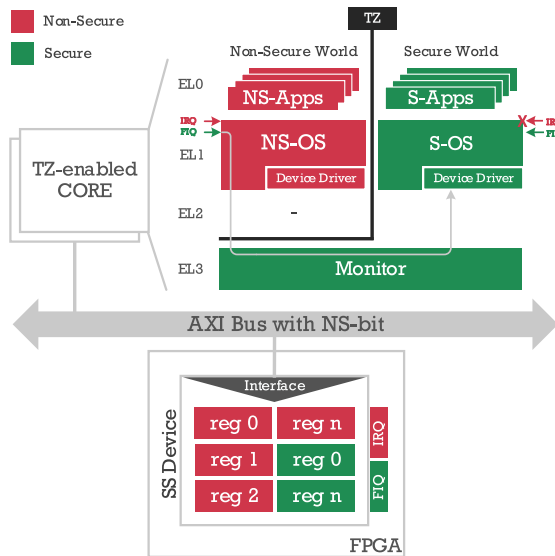 Non-Secure
Secure
TZ
Non-Secure World
Secure World
EL0
NS-Apps
S-Apps
IRQ
FIQ
NS-OS
S-OS
IR
FI
EL1
Device Driver
Device Driver
TZ-enabled
CORE
EL2
-
EL3
Monitor
AXI Bus with NS-bit
Interface
SS Device
reg 0
reg n
IRQ
reg 1
reg 0
reg 2
reg n
FIQ
FPGA